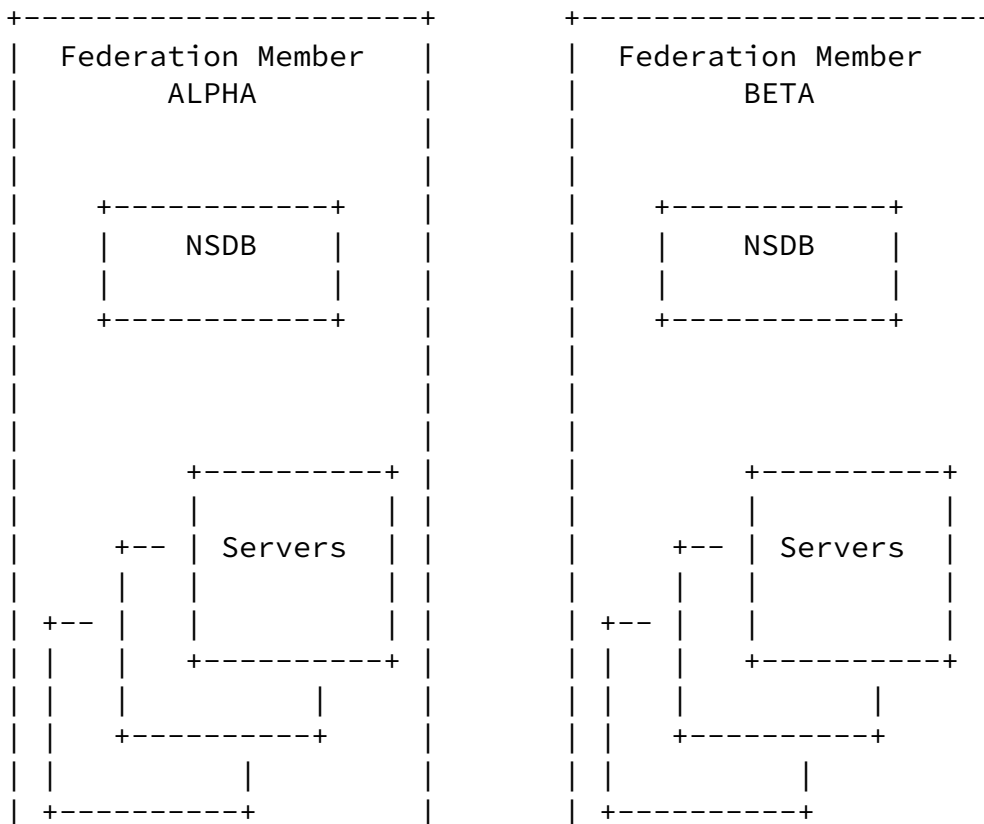 Federation Member
ALPHA
NSDB
Servers
Federation Member
BETA
NSDB
Servers